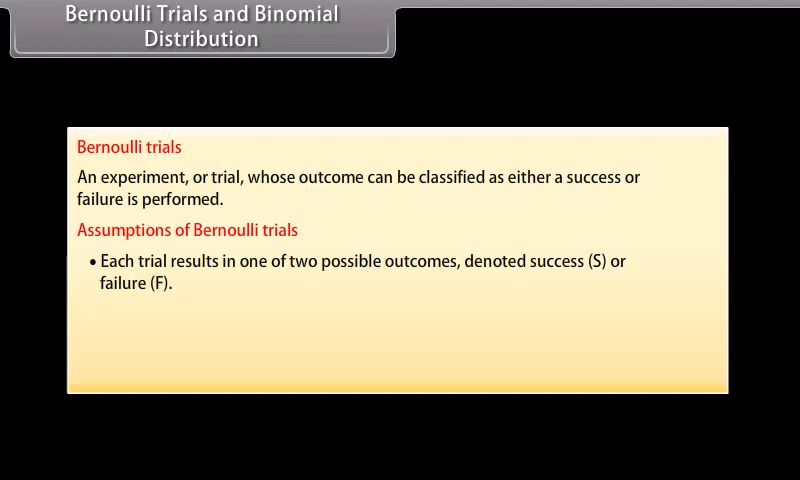 Bernoulli Trials and Binomial
Distribution
Bernoulli trials
An experiment, or trial, whose outcome can be classified as either a success or
failure is performed.
Assumptions of Bernoulli trials
• Each trial results in one of two possible outcomes, denoted success (S) or
failure (F).